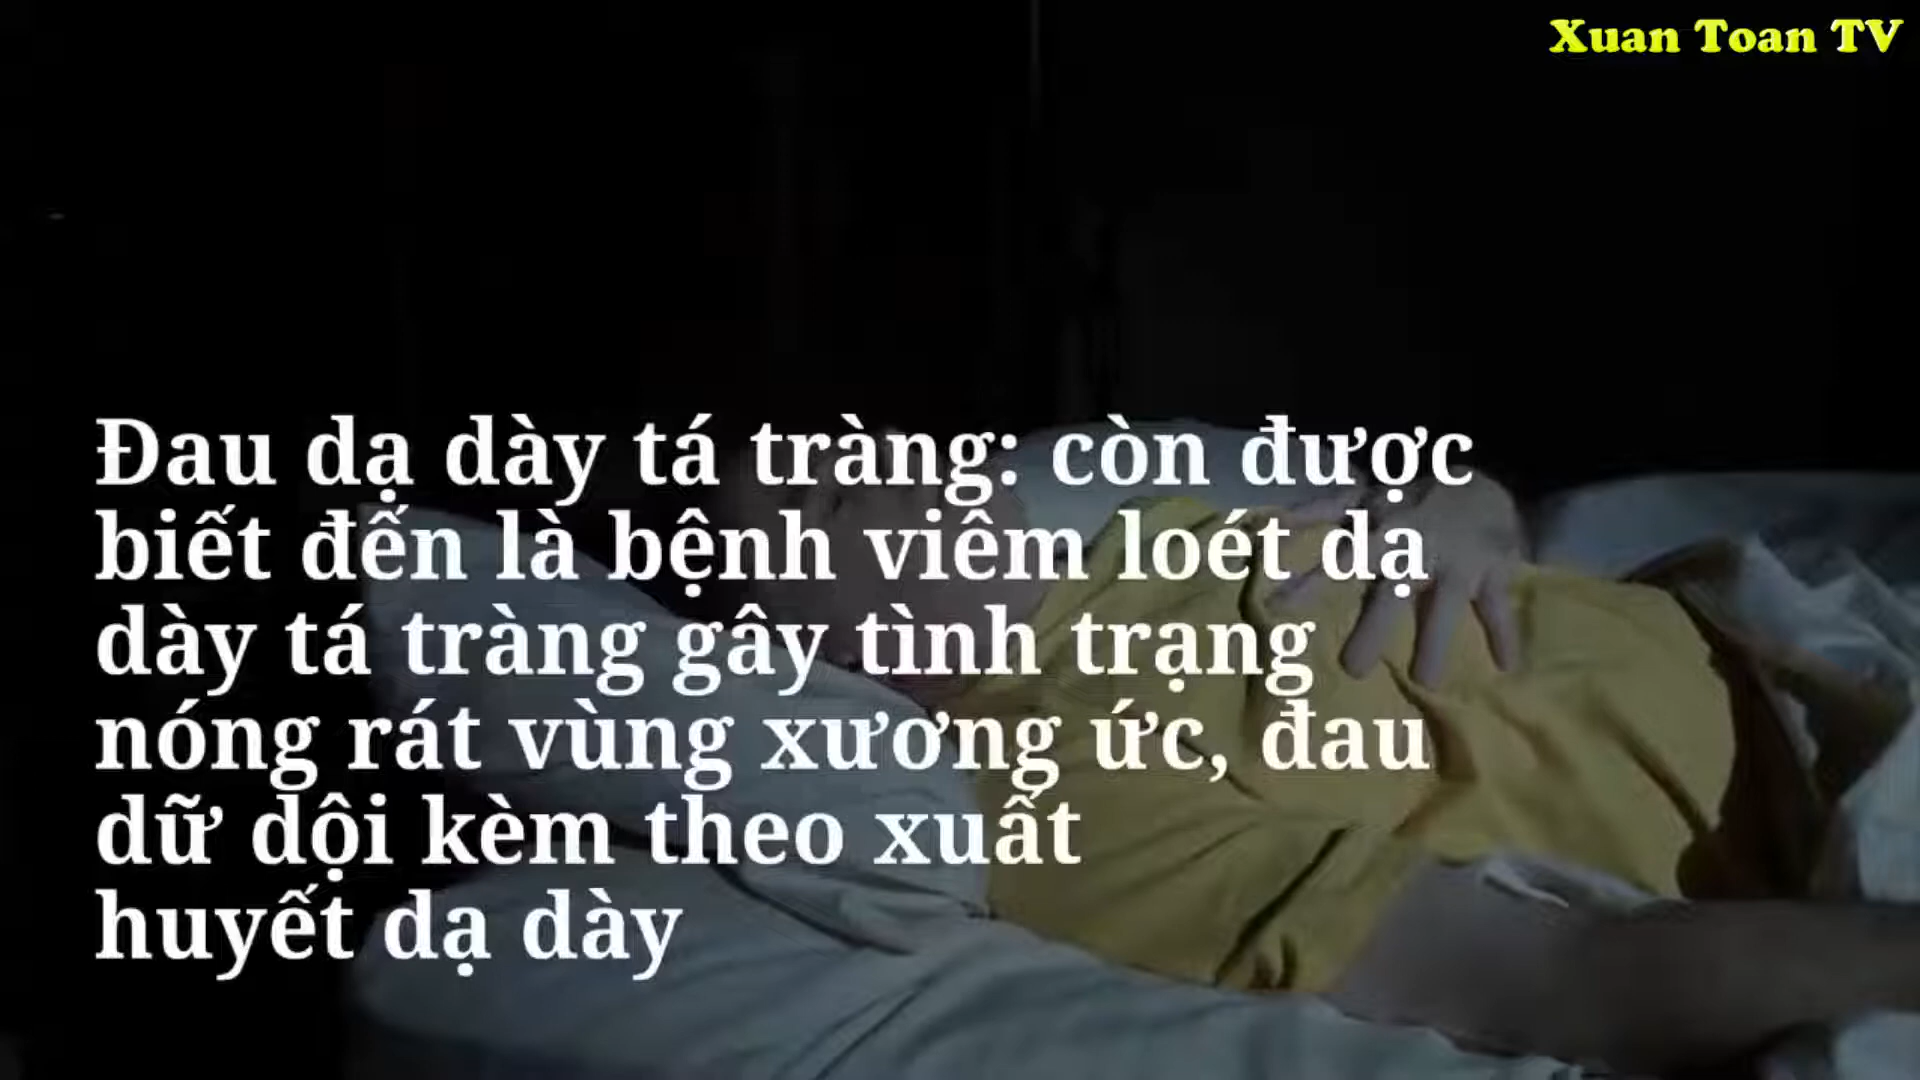 Xuan Toan TV
Đau dạ dày tá tràng: còn được
biết đến là bệnh viêm loét dạ
dày tá tràng gây tình trạng
nóng rát vùng xương ức, đau
dữ dội kèm theo xuất
huyết dạ dày